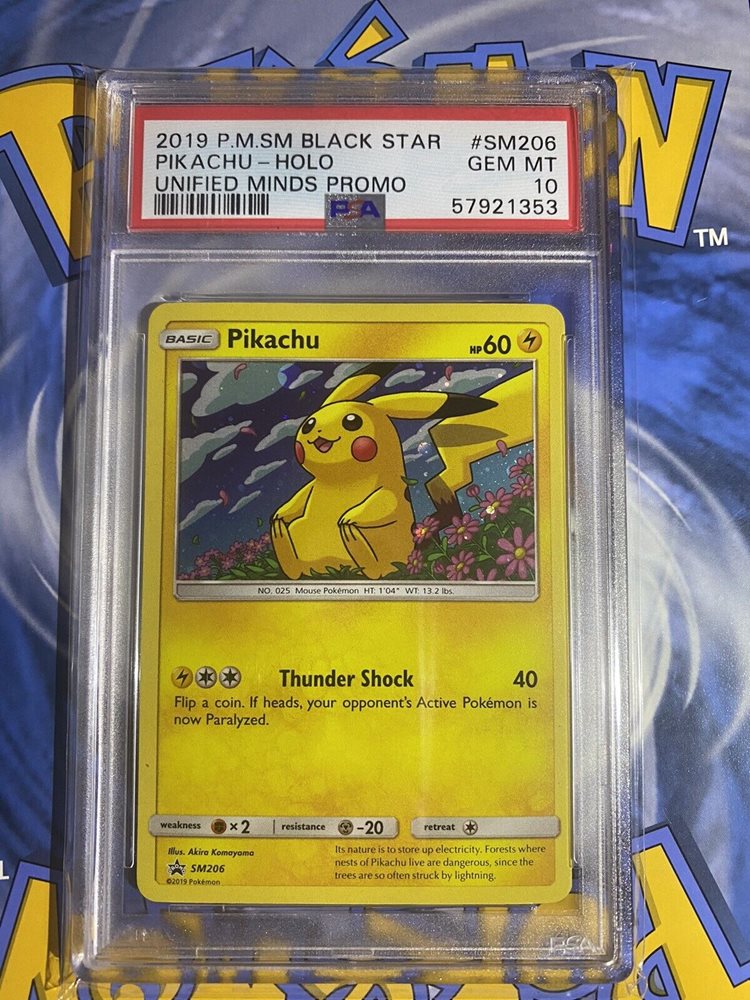 POKÉMON
TM
2019 P.M.SM BLACK STAR #SM206
PIKACHU – HOLO GEM MT
UNIFIED MINDS PROMO 10
PSA 57921353
BASIC Pikachu HP 60
NO. 025 Mouse Pokémon HT: 1'04" WT: 13.2 lbs.
Thunder Shock 40
Flip a coin. If heads, your opponent's Active Pokémon is
now Paralyzed.
weakness ×2 resistance -20 retreat
Illus. Akira Komayama
SM206
©2019 Pokémon
Its nature is to store up electricity. Forests where
nests of Pikachu live are dangerous, since the
trees are so often struck by lightning.
PSA